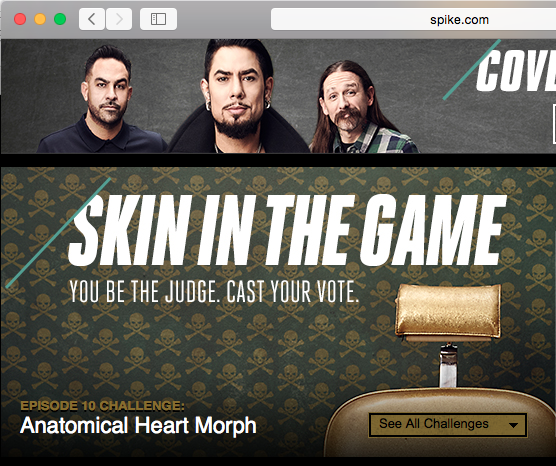 spike.com
COVE
SKIN IN THE GAME
YOU BE THE JUDGE. CAST YOUR VOTE.
EPISODE 10 CHALLENGE:
Anatomical Heart Morph
See All Challenges